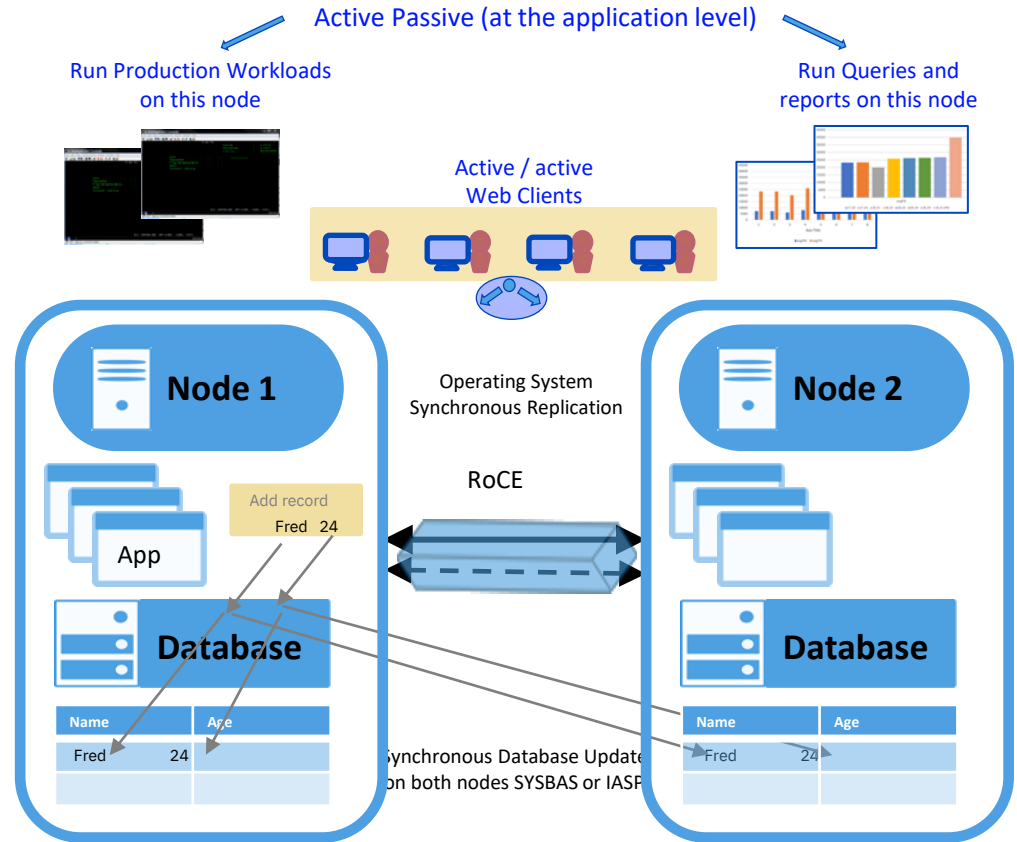 Active Passive (at the application level)
Run Production Workloads
on this node
Run Queries and
reports on this node
Active / active
Web Clients
Node 1
Operating System
Synchronous Replication
Node 2
RoCE
Add record
Fred 24
App
Database
Database
Name Age
Fred 24
Name Age
Fred 24
Synchronous Database Update
on both nodes SYSBAS or IASP